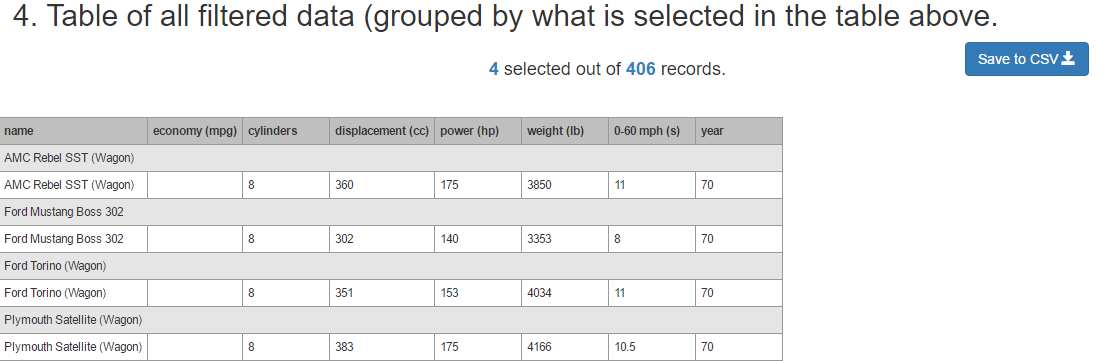 4. Table of all filtered data (grouped by what is selected in the table above.
Save to CSV
4 selected out of 406 records.
name economy (mpg) cylinders displacement (cc) power (hp) weight (lb) 0-60 mph (s) year
AMC Rebel SST (Wagon)
AMC Rebel SST (Wagon) 8 360 175 3850 11 70
Ford Mustang Boss 302
Ford Mustang Boss 302 8 302 140 3353 8 70
Ford Torino (Wagon)
Ford Torino (Wagon) 8 351 153 4034 11 70
Plymouth Satellite (Wagon)
Plymouth Satellite (Wagon) 8 383 175 4166 10.5 70